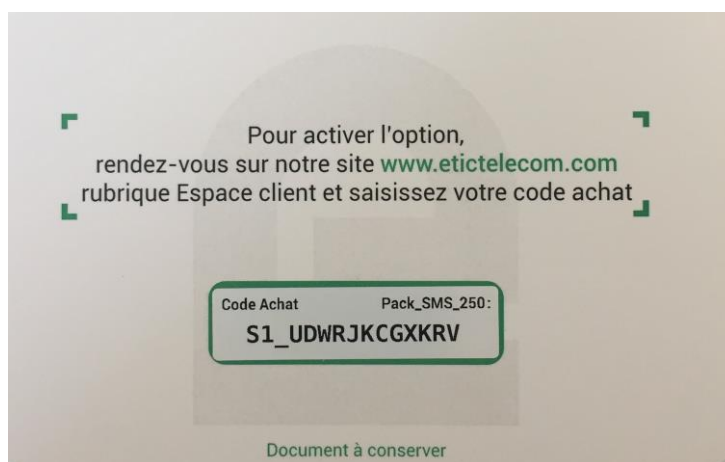 Pour activer l'option,
rendez-vous sur notre site www.etictelecom.com
rubrique Espace client et saisissez votre code achat
Code Achat Pack_SMS_250:
S1_UDWRJKCGXKRV
Document à conserver